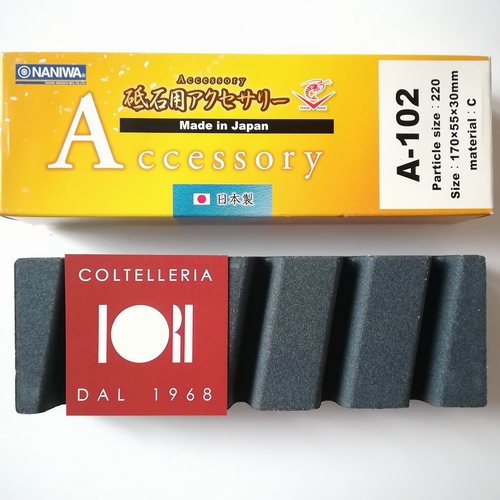 NANIWA
Accessory
砥石用アクセサリー
Made in Japan
Accessory
日本製
A-102
Particle size : 220
Size : 170×55×30mm
material : C
COLTELLERIA
IORI
DAL 1968